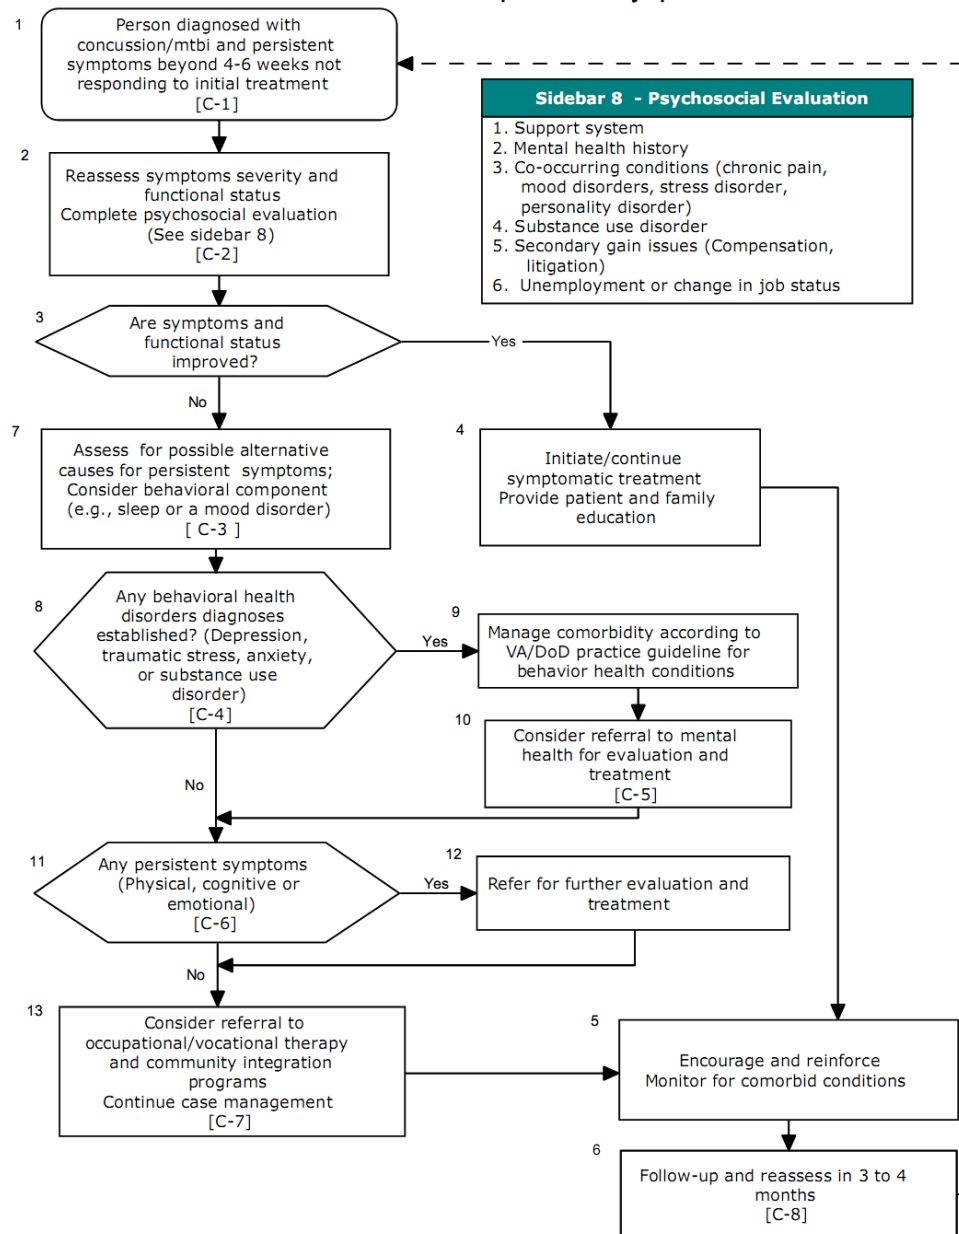 1
Person diagnosed with
concussion/mtbi and persistent
symptoms beyond 4-6 weeks not
responding to initial treatment
[C-1]
Sidebar 8 - Psychosocial Evaluation
1. Support system
2. Mental health history
3. Co-occurring conditions (chronic pain,
mood disorders, stress disorder,
personality disorder)
4. Substance use disorder
5. Secondary gain issues (Compensation,
litigation)
6. Unemployment or change in job status
2
Reassess symptoms severity and
functional status
Complete psychosocial evaluation
(See sidebar 8)
[C-2]
3
Are symptoms and
functional status
improved?
Yes
No
7
Assess for possible alternative
causes for persistent symptoms;
Consider behavioral component
(e.g., sleep or a mood disorder)
[ C-3 ]
4
Initiate/continue
symptomatic treatment
Provide patient and family
education
8
Any behavioral health
disorders diagnoses
established? (Depression,
traumatic stress, anxiety,
or substance use
disorder)
[C-4]
Yes
9
Manage comorbidity according to
VA/DoD practice guideline for
behavior health conditions
10
Consider referral to mental
health for evaluation and
treatment
[C-5]
No
11
Any persistent symptoms
(Physical, cognitive or
emotional)
[C-6]
Yes
12
Refer for further evaluation and
treatment
No
13
Consider referral to
occupational/vocational therapy
and community integration
programs
Continue case management
[C-7]
5
Encourage and reinforce
Monitor for comorbid conditions
6
Follow-up and reassess in 3 to 4
months
[C-8]